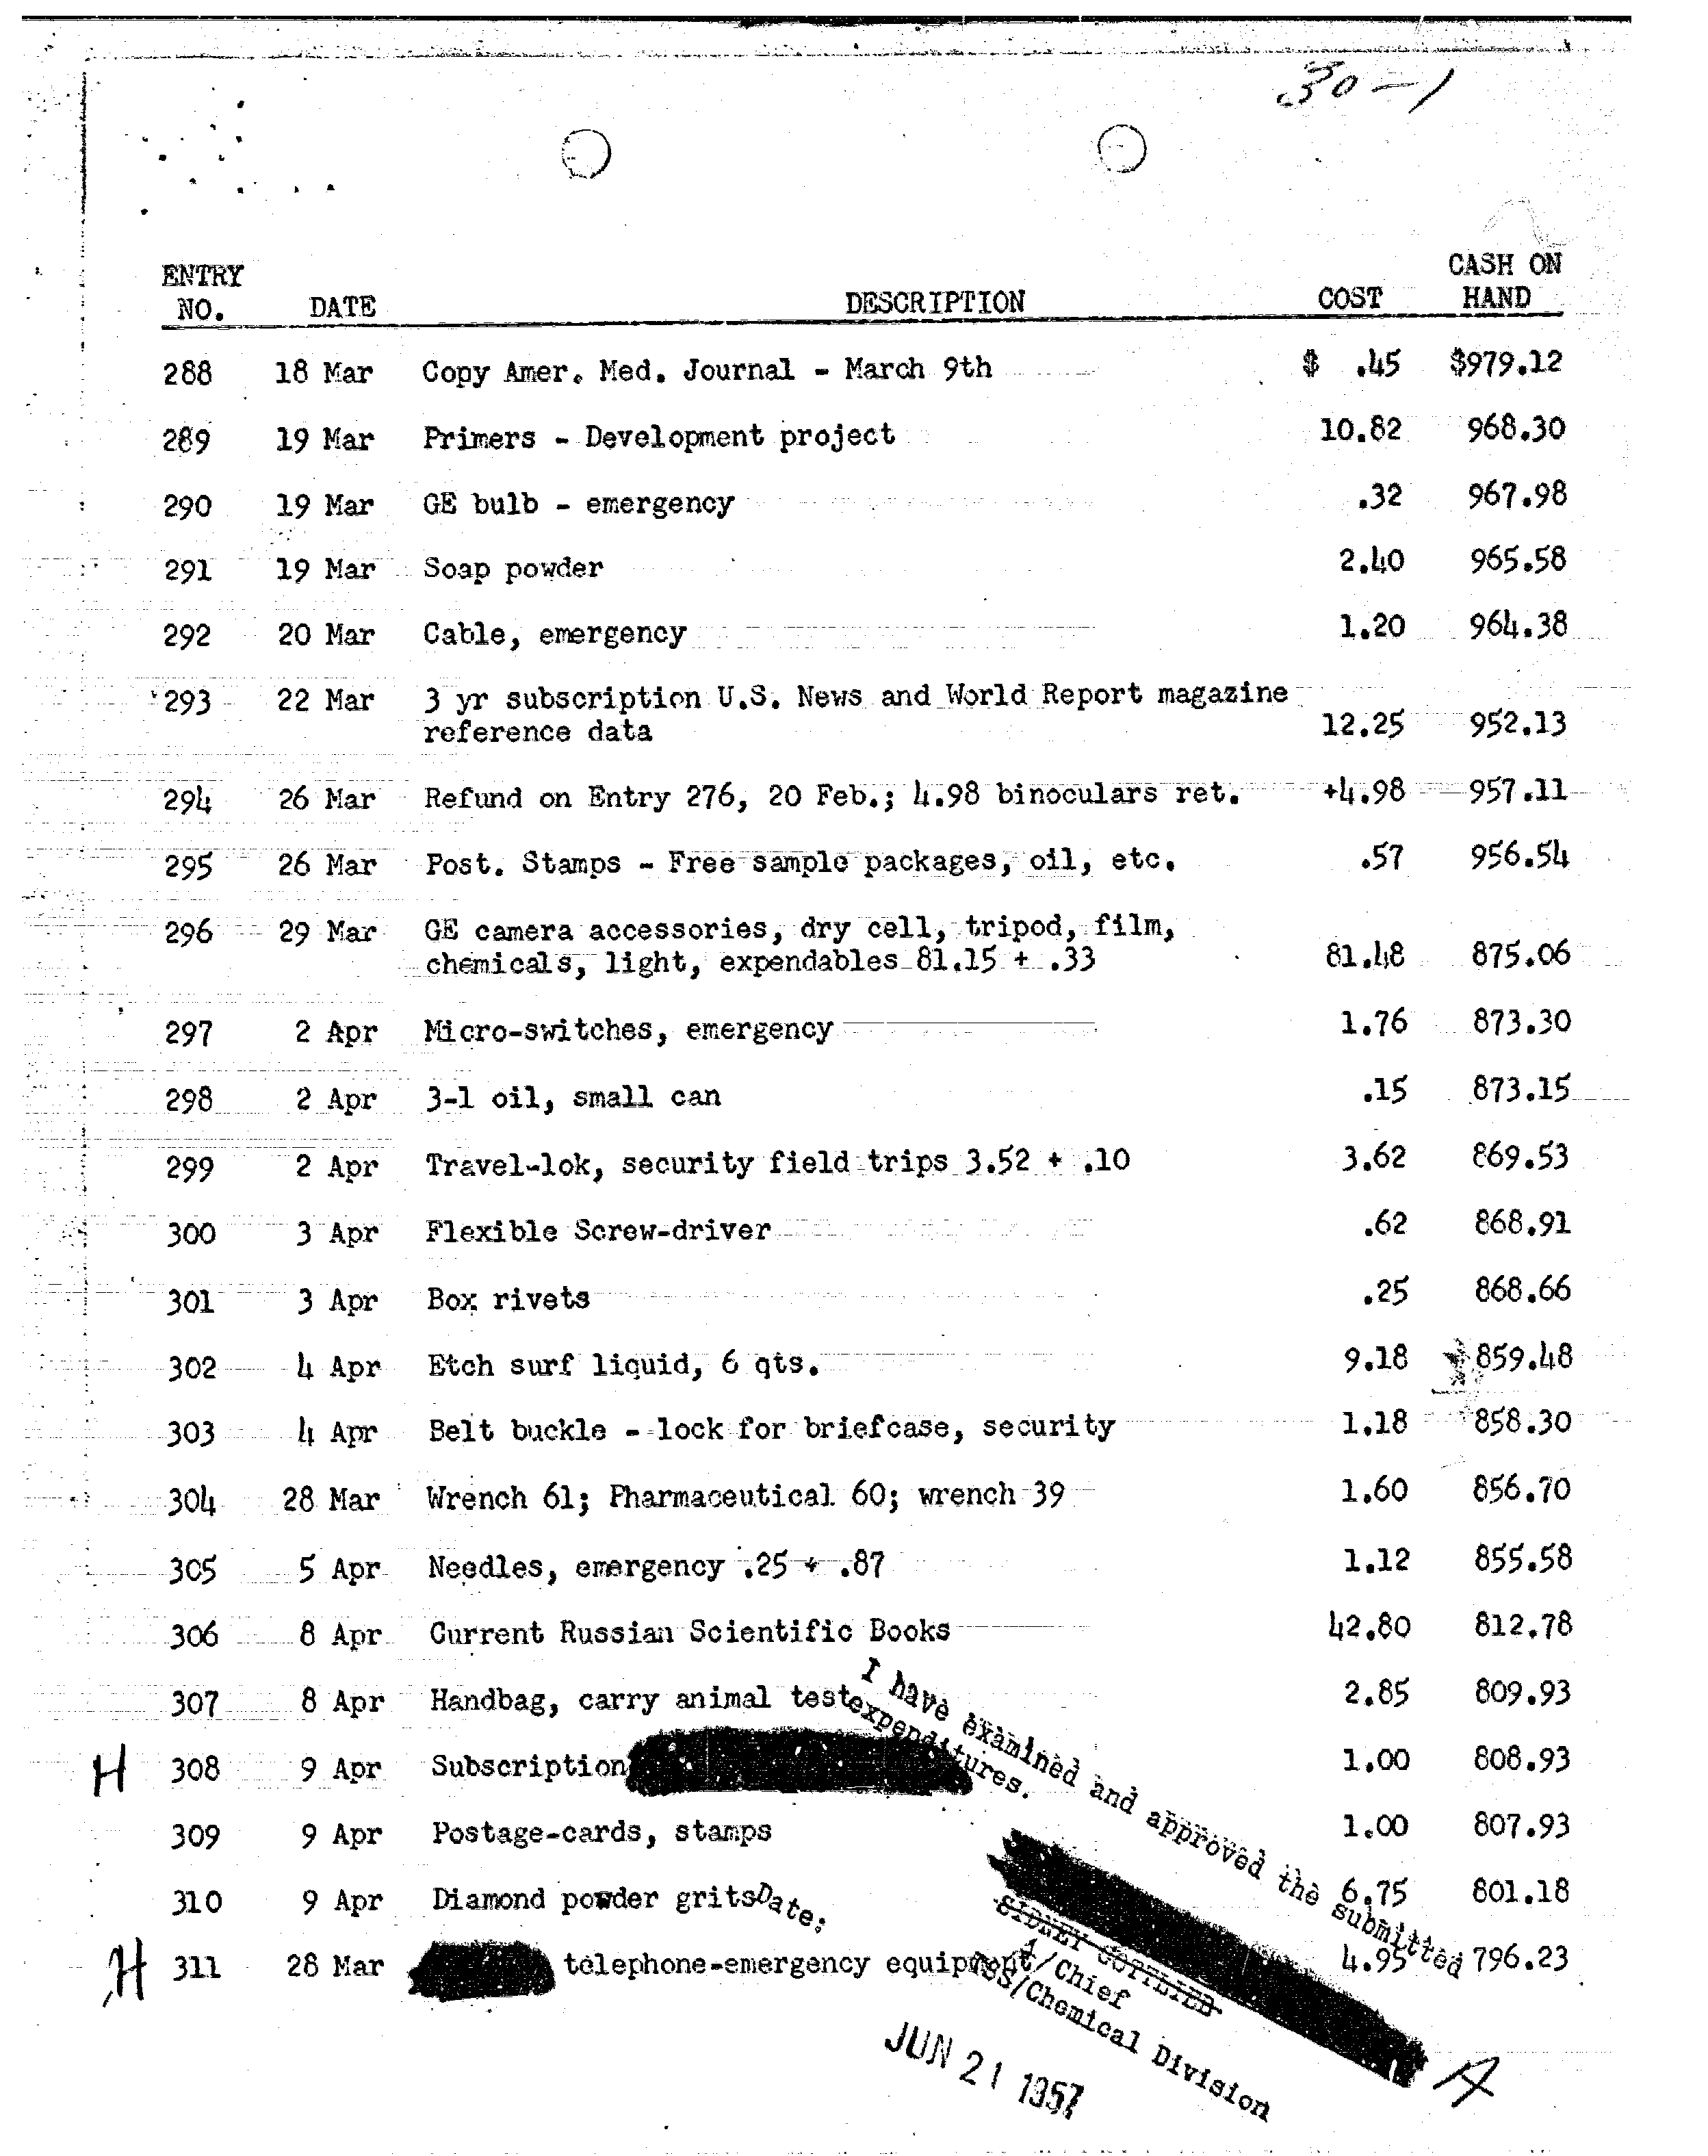 30-1
ENTRY NO. DATE DESCRIPTION COST CASH ON HAND
288 18 Mar Copy Amer. Med. Journal - March 9th $ .45 $979.12
289 19 Mar Primers - Development project 10.82 968.30
290 19 Mar GE bulb - emergency .32 967.98
291 19 Mar Soap powder 2.40 965.58
292 20 Mar Cable, emergency 1.20 964.38
293 22 Mar 3 yr subscription U.S. News and World Report magazine
reference data 12.25 952.13
294 26 Mar Refund on Entry 276, 20 Feb.; 4.98 binoculars ret. +4.98 957.11
295 26 Mar Post. Stamps - Free sample packages, oil, etc. .57 956.54
296 29 Mar GE camera accessories, dry cell, tripod, film,
chemicals, light, expendables 81.15 + .33 81.48 875.06
297 2 Apr Micro-switches, emergency 1.76 873.30
298 2 Apr 3-1 oil, small can .15 873.15
299 2 Apr Travel-lok, security field trips 3.52 + .10 3.62 869.53
300 3 Apr Flexible Screw-driver .62 868.91
301 3 Apr Box rivets .25 868.66
302 4 Apr Etch surf liquid, 6 qts. 9.18 859.48
303 4 Apr Belt buckle - lock for briefcase, security 1.18 858.30
304 28 Mar Wrench 61; Pharmaceutical 60; wrench 39 1.60 856.70
305 5 Apr Needles, emergency .25 + .87 1.12 855.58
306 8 Apr Current Russian Scientific Books 42.80 812.78
307 8 Apr Handbag, carry animal test 2.85 809.93
H 308 9 Apr Subscription 1.00 808.93
309 9 Apr Postage-cards, stamps 1.00 807.93
310 9 Apr Diamond powder grits 6.75 801.18
H 311 28 Mar telephone-emergency equipment 4.95 796.23
I have examined and approved the submitted
expenditures.
Date:
SIDNEY GOTTLIEB
/Chief
TSS/Chemical Division
JUN 21 1957
A